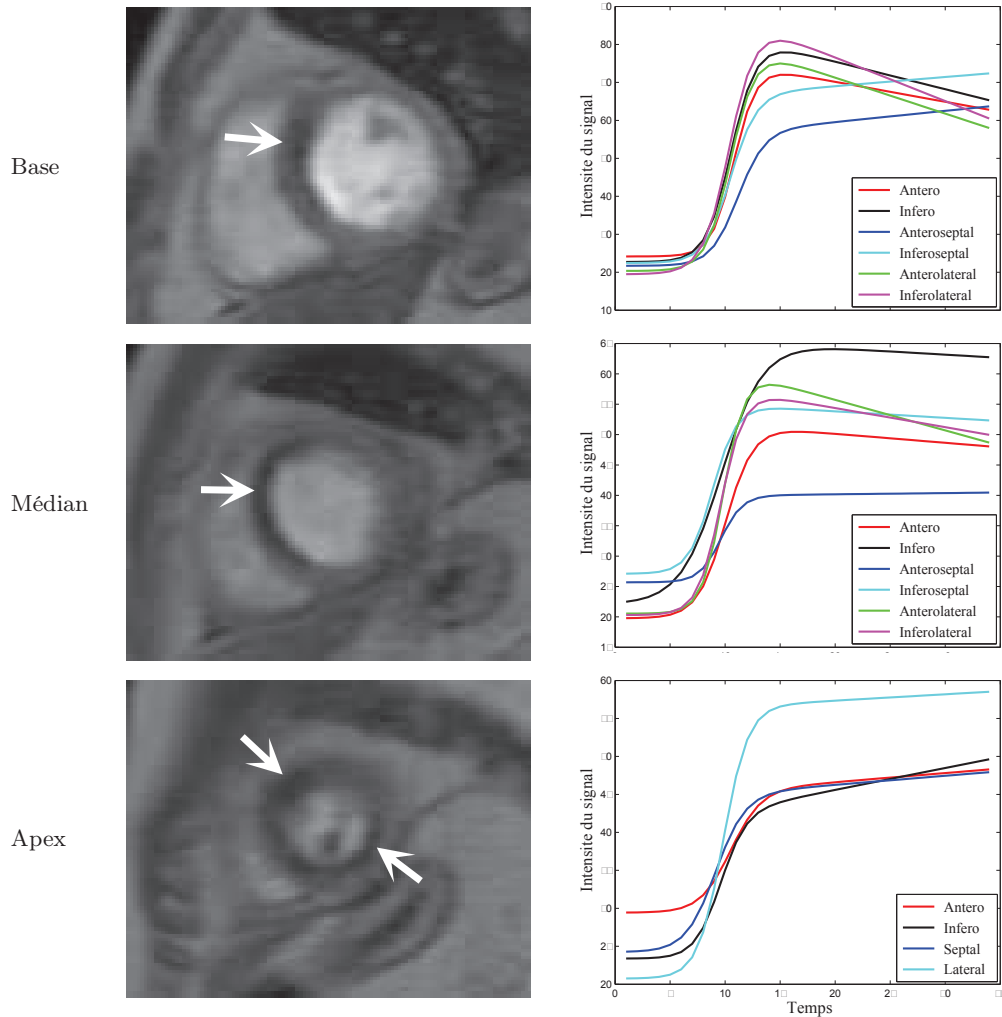 Base
Intensite du signal
80
60
40
20
10
Antero
Infero
Anteroseptal
Inferoseptal
Anterolateral
Inferolateral
Médian
Intensite du signal
60
40
20
Antero
Infero
Anteroseptal
Inferoseptal
Anterolateral
Inferolateral
Apex
Intensite du signal
60
40
20
Antero
Infero
Septal
Lateral
0
10
20
Temps